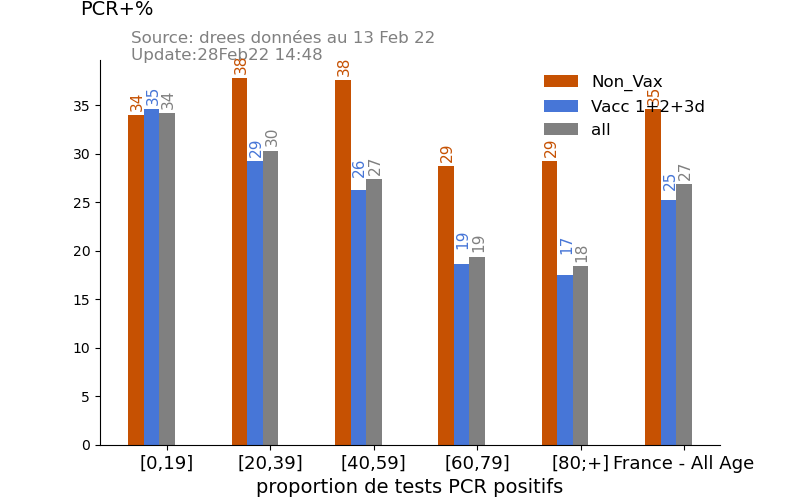 PCR+%
Source: drees données au 13 Feb 22
Update:28Feb22 14:48
Non_Vax
Vacc 1+2+3d
all
34 35 34
38 29 30
38 26 27
29 19 19
29 17 18
35 25 27
35
30
25
20
15
10
5
0
[0,19] [20,39] [40,59] [60,79] [80;+] France - All Age
proportion de tests PCR positifs